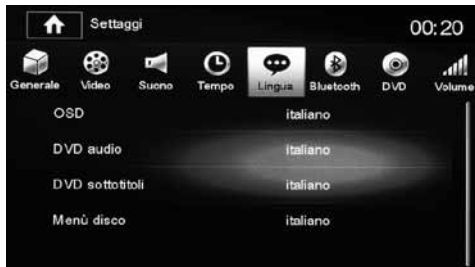 Settaggi 00:20
Generale Video Suono Tempo Lingua Bluetooth DVD Volume
OSD italiano
DVD audio italiano
DVD sottotitoli italiano
Menù disco italiano